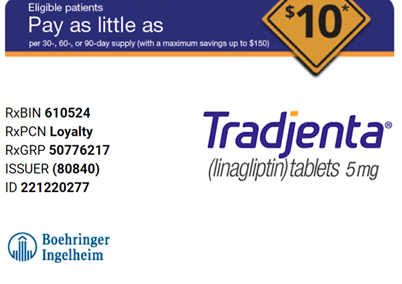 Eligible patients
Pay as little as
per 30-, 60-, or 90-day supply (with a maximum savings up to $150)
$10*
RxBIN 610524
RxPCN Loyalty
RxGRP 50776217
ISSUER (80840)
ID 221220277
Tradjenta®
(linagliptin) tablets 5 mg
Boehringer
Ingelheim